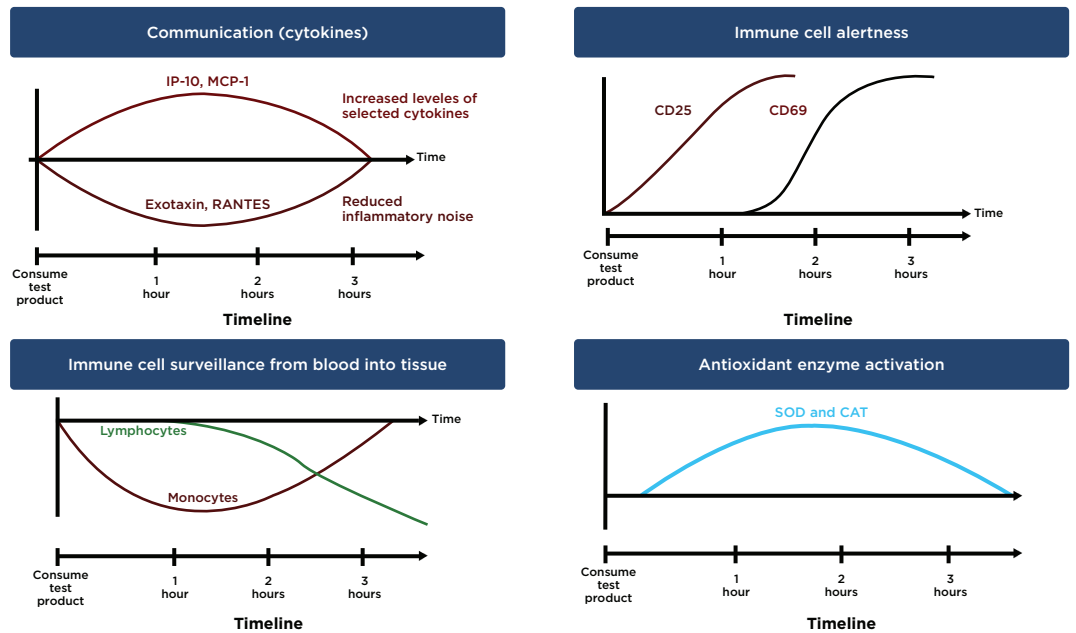 Communication (cytokines)
IP-10, MCP-1
Increased leveles of
selected cytokines
Time
Exotaxin, RANTES
Reduced
inflammatory noise
Consume
test
product
1
hour
2
hours
3
hours
Timeline
Immune cell alertness
CD25
CD69
Time
Consume
test
product
1
hour
2
hours
3
hours
Timeline
Immune cell surveillance from blood into tissue
Time
Lymphocytes
Monocytes
Consume
test
product
1
hour
2
hours
3
hours
Timeline
Antioxidant enzyme activation
SOD and CAT
Consume
test
product
1
hour
2
hours
3
hours
Timeline